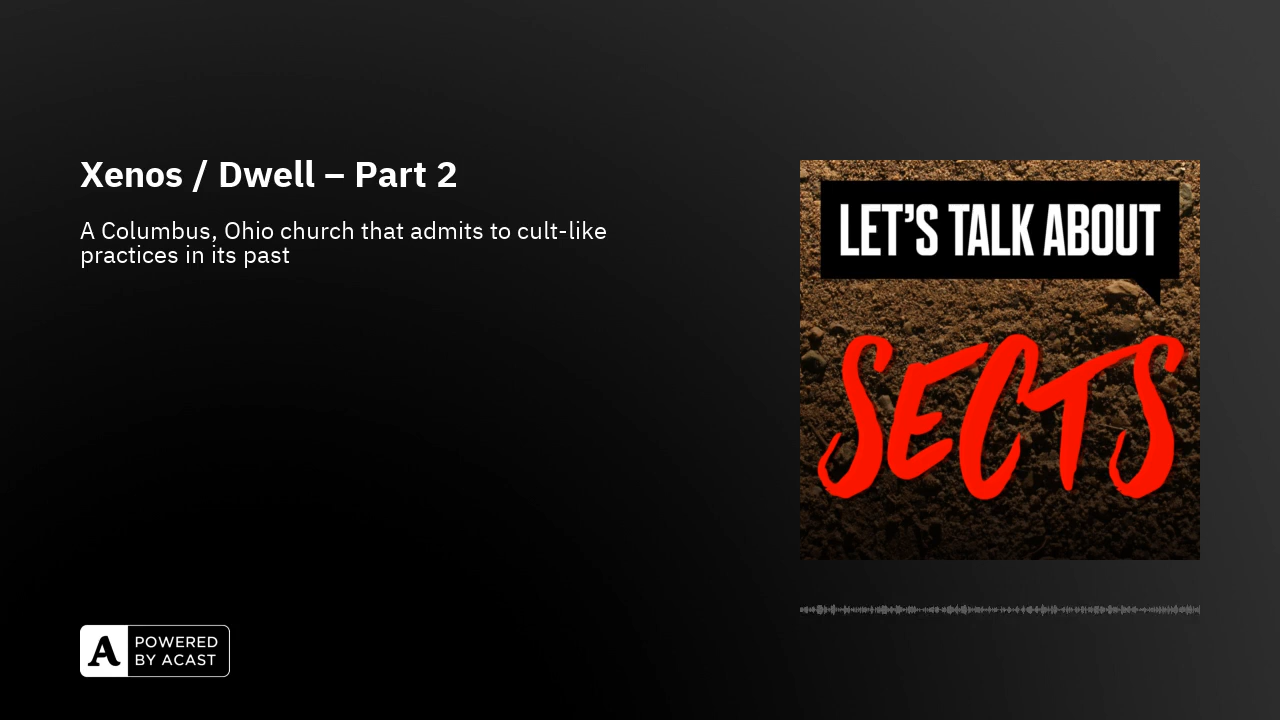 Xenos / Dwell – Part 2
A Columbus, Ohio church that admits to cult-like
practices in its past
LET'S TALK ABOUT
SECTS
A POWERED
BY ACAST